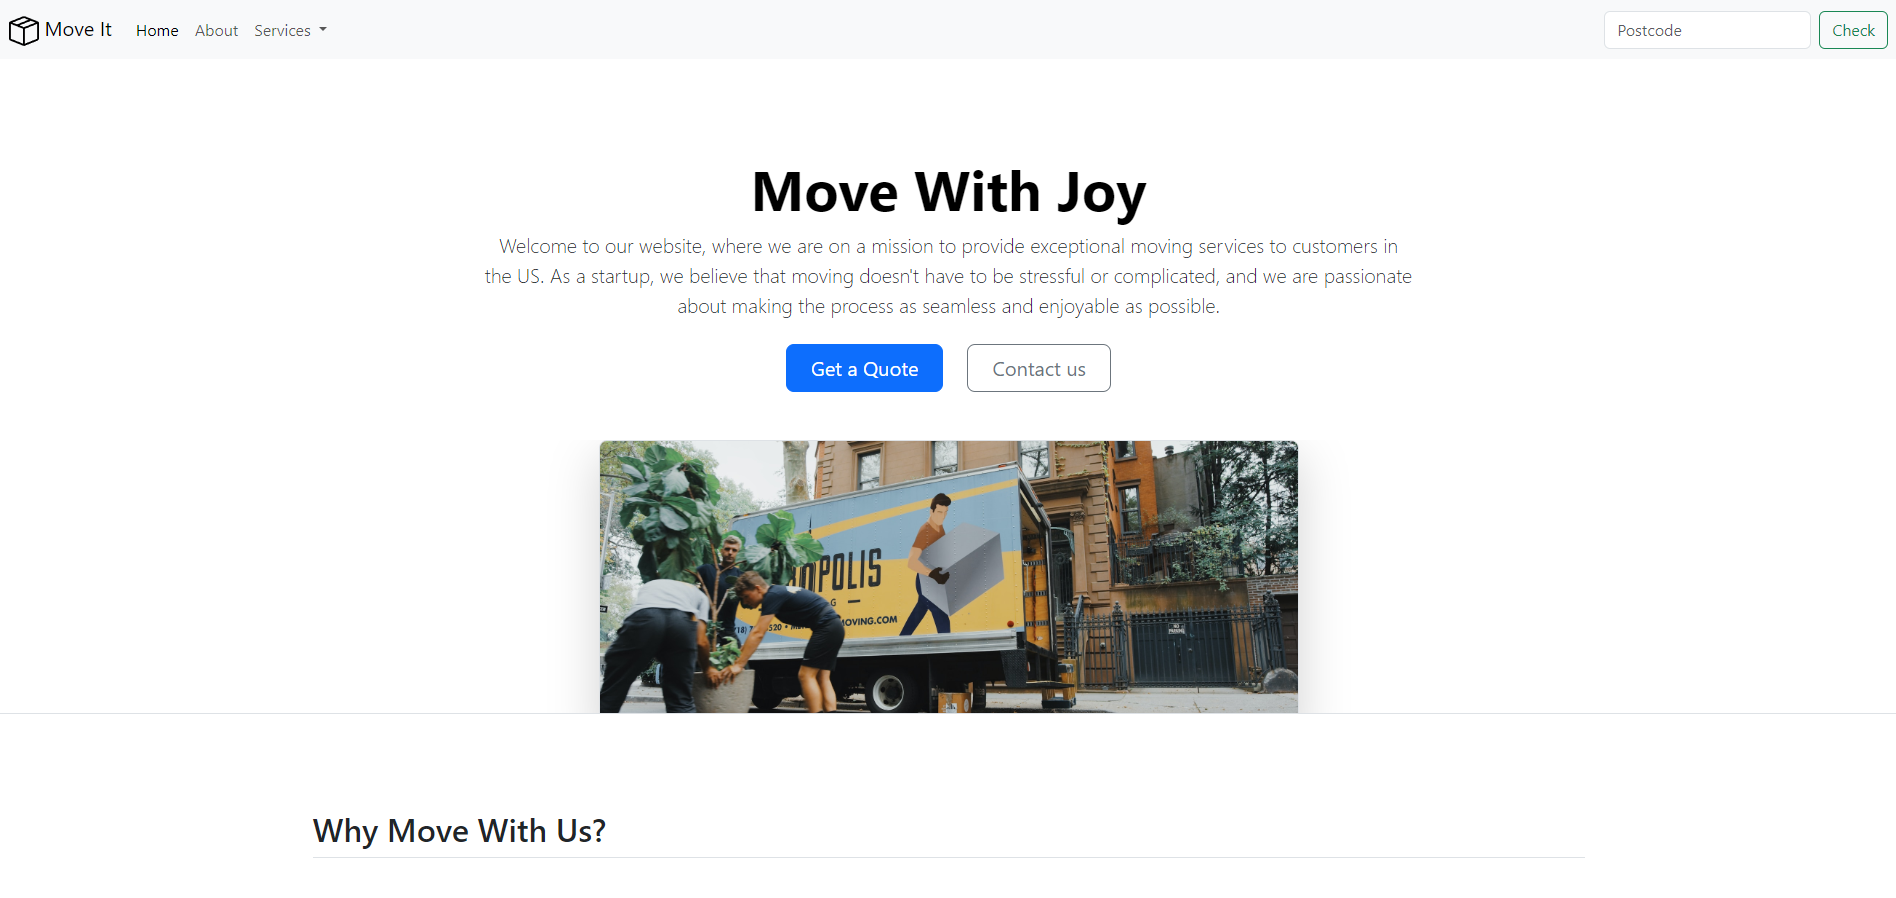 Move It
Home
About
Services
Postcode
Check
Move With Joy
Welcome to our website, where we are on a mission to provide exceptional moving services to customers in
the US. As a startup, we believe that moving doesn't have to be stressful or complicated, and we are passionate
about making the process as seamless and enjoyable as possible.
Get a Quote
Contact us
POLIS
MOVING.COM
NO
PARKING
Why Move With Us?